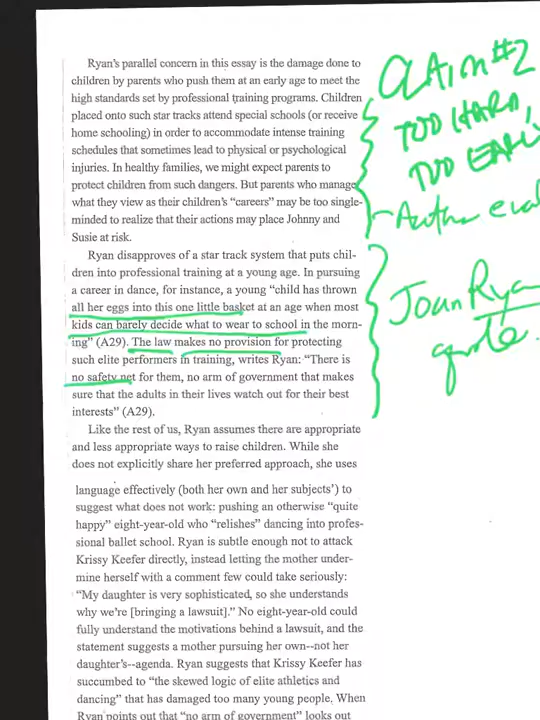 Ryan's parallel concern in this essay is the damage done to
children by parents who push them at an early age to meet the
high standards set by professional training programs. Children
placed onto such star tracks attend special schools (or receive
home schooling) in order to accommodate intense training
schedules that sometimes lead to physical or psychological
injuries. In healthy families, we might expect parents to
protect children from such dangers. But parents who manage
what they view as their children's "careers" may be too single-
minded to realize that their actions may place Johnny and
Susie at risk.
Ryan disapproves of a star track system that puts chil-
dren into professional training at a young age. In pursuing
a career in dance, for instance, a young "child has thrown
all her eggs into this one little basket at an age when most
kids can barely decide what to wear to school in the morn-
ing" (A29). The law makes no provision for protecting
such elite performers in training, writes Ryan: "There is
no safety net for them, no arm of government that makes
sure that the adults in their lives watch out for their best
interests" (A29).
Like the rest of us, Ryan assumes there are appropriate
and less appropriate ways to raise children. While she
does not explicitly share her preferred approach, she uses
language effectively (both her own and her subjects') to
suggest what does not work: pushing an otherwise "quite
happy" eight-year-old who "relishes" dancing into profes-
sional ballet school. Ryan is subtle enough not to attack
Krissy Keefer directly, instead letting the mother under-
mine herself with a comment few could take seriously:
"My daughter is very sophisticated, so she understands
why we're [bringing a lawsuit]." No eight-year-old could
fully understand the motivations behind a lawsuit, and the
statement suggests a mother pursuing her own--not her
daughter's--agenda. Ryan suggests that Krissy Keefer has
succumbed to "the skewed logic of elite athletics and
dancing" that has damaged too many young people. When
Ryan points out that "no arm of government" looks out
CLAIM #2
TOO HARD,
TOO EARLY
Author eval
Joan Ryan
quote.